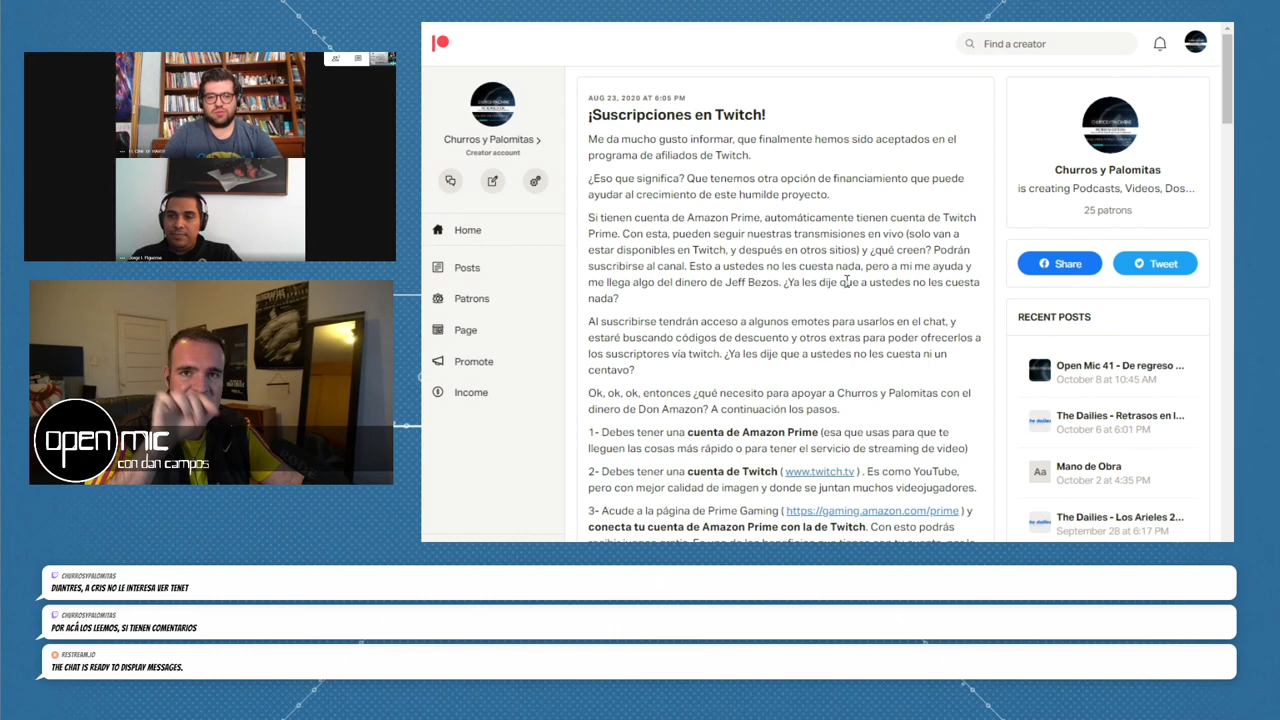 Jorge L Figueroa
OPEN MIC
con dan campos
Find a creator
Churros y Palomitas
Creator account
Home
Posts
Patrons
Page
Promote
Income
AUG 23, 2020 AT 6:05 PM
¡Suscripciones en Twitch!
Me da mucho gusto informar, que finalmente hemos sido aceptados en el
programa de afiliados de Twitch.
¿Eso que significa? Que tenemos otra opción de financiamiento que puede
ayudar al crecimiento de este humilde proyecto.
Si tienen cuenta de Amazon Prime, automáticamente tienen cuenta de Twitch
Prime. Con esta, pueden seguir nuestras transmisiones en vivo (solo van a
estar disponibles en Twitch, y después en otros sitios) y ¿qué creen? Podrán
suscribirse al canal. Esto a ustedes no les cuesta nada, pero a mi me ayuda y
me llega algo del dinero de Jeff Bezos. ¿Ya les dije que a ustedes no les cuesta
nada?
Al suscribirse tendrán acceso a algunos emotes para usarlos en el chat, y
estaré buscando códigos de descuento y otros extras para poder ofrecerlos a
los suscriptores vía twitch. ¿Ya les dije que a ustedes no les cuesta ni un
centavo?
Ok, ok, ok, entonces ¿qué necesito para apoyar a Churros y Palomitas con el
dinero de Don Amazon? A continuación los pasos.
1- Debes tener una cuenta de Amazon Prime (esa que usas para que te
lleguen las cosas más rápido o para tener el servicio de streaming de video)
2- Debes tener una cuenta de Twitch ( www.twitch.tv ) . Es como YouTube,
pero con mejor calidad de imagen y donde se juntan muchos videojugadores.
3- Acude a la página de Prime Gaming ( https://gaming.amazon.com/prime ) y
conecta tu cuenta de Amazon Prime con la de Twitch. Con esto podrás
Churros y Palomitas
is creating Podcasts, Videos, Dos...
25 patrons
Share
Tweet
RECENT POSTS
Open Mic 41 - De regreso ...
October 8 at 10:45 AM
The Dailies - Retrasos en l...
October 6 at 6:01 PM
Aa
Mano de Obra
October 2 at 4:35 PM
The Dailies - Los Arieles 2...
September 28 at 6:17 PM
CHURROSYPALOMITAS
DIANTRES, A CRIS NO LE INTERESA VER TENET
CHURROSYPALOMITAS
POR ACÁ LOS LEEMOS, SI TIENEN COMENTARIOS
RESTREAM.IO
THE CHAT IS READY TO DISPLAY MESSAGES.